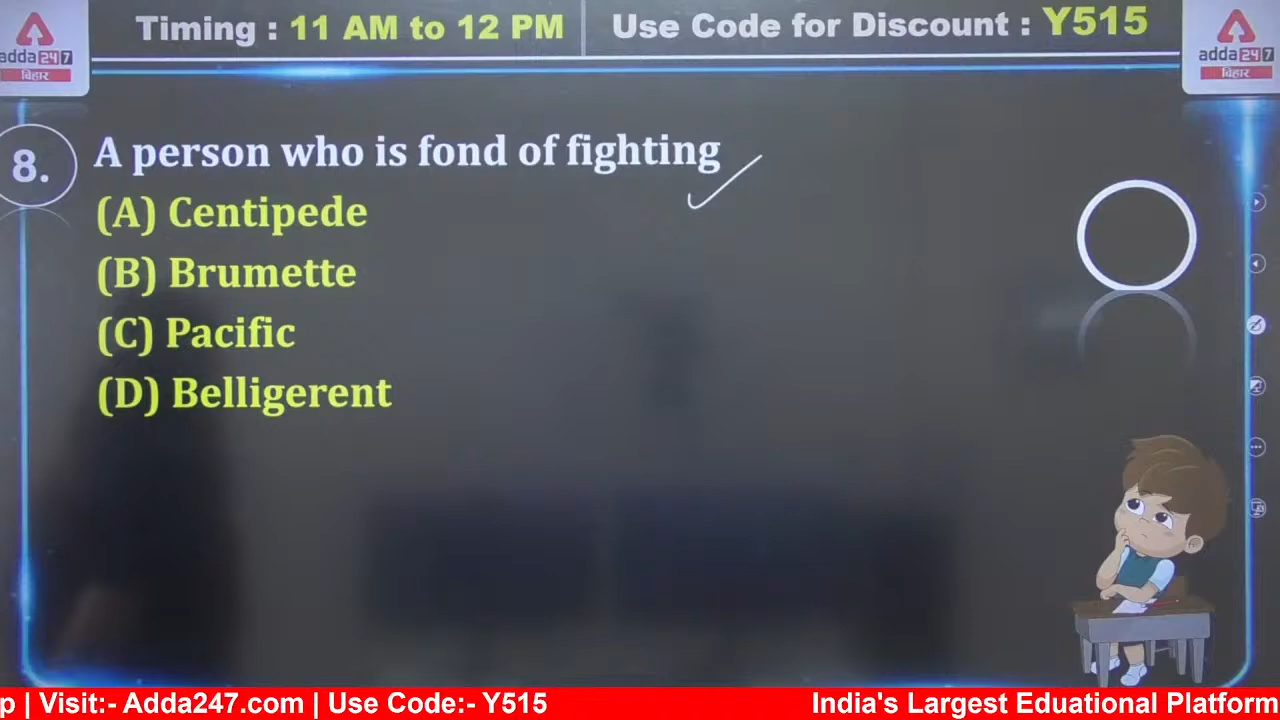 Timing : 11 AM to 12 PM
Use Code for Discount : Y515
adda247
बिहार
adda247
बिहार
8.
A person who is fond of fighting
(A) Centipede
(B) Brumette
(C) Pacific
(D) Belligerent
p | Visit:- Adda247.com | Use Code:- Y515
India's Largest Eduational Platform